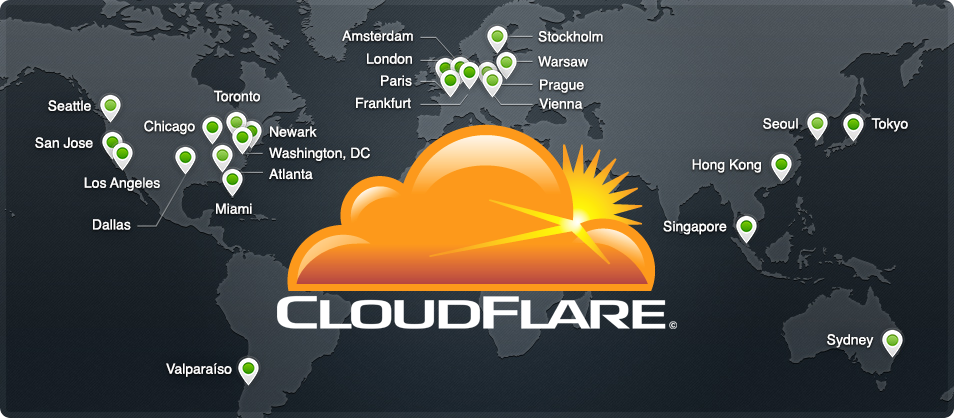 Amsterdam
London
Paris
Frankfurt
Stockholm
Warsaw
Prague
Vienna
Seattle
San Jose
Los Angeles
Dallas
Chicago
Toronto
Newark
Washington, DC
Atlanta
Miami
Seoul
Tokyo
Hong Kong
Singapore
CLOUDFLARE©
Sydney
Valparaíso